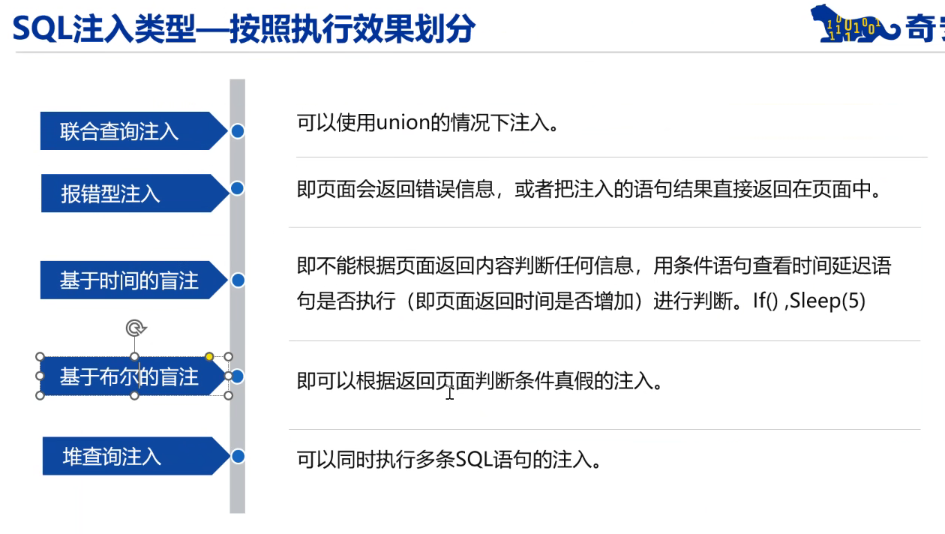 SQL注入类型—按照执行效果划分
奇
联合查询注入
可以使用union的情况下注入。
报错型注入
即页面会返回错误信息，或者把注入的语句结果直接返回在页面中。
基于时间的盲注
即不能根据页面返回内容判断任何信息，用条件语句查看时间延迟语
句是否执行（即页面返回时间是否增加）进行判断。If() ,Sleep(5)
基于布尔的盲注
即可以根据返回页面判断条件真假的注入。
堆查询注入
可以同时执行多条SQL语句的注入。